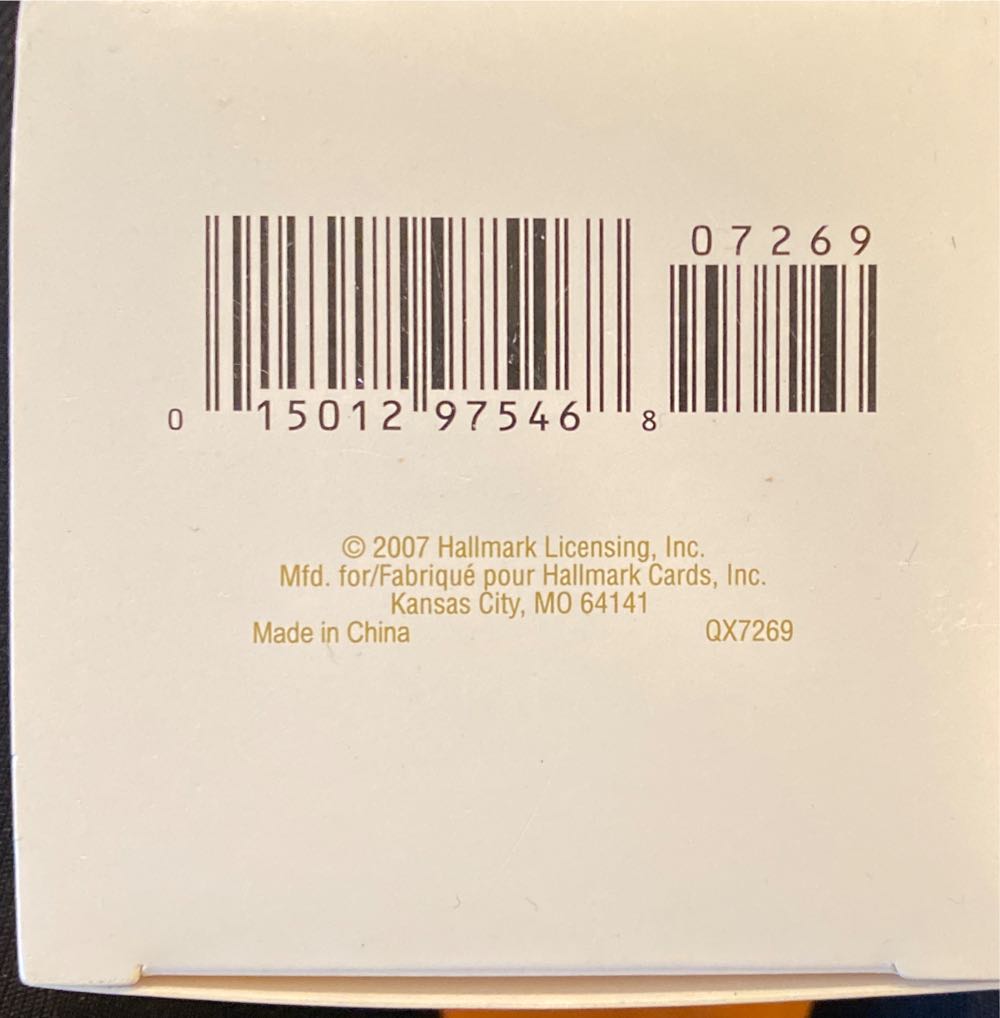 07269
0 15012 97546 8
© 2007 Hallmark Licensing, Inc.
Mfd. for/Fabriqué pour Hallmark Cards, Inc.
Kansas City, MO 64141
Made in China QX7269